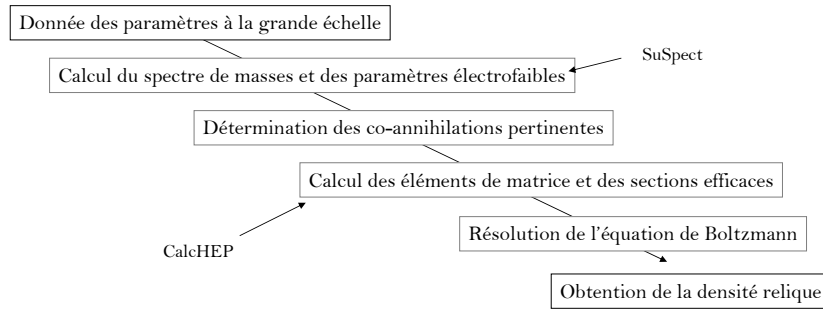 Donnée des paramètres à la grande échelle
SuSpect
Calcul du spectre de masses et des paramètres électrofaibles
Détermination des co-annihilations pertinentes
Calcul des éléments de matrice et des sections efficaces
CalcHEP
Résolution de l'équation de Boltzmann
Obtention de la densité relique